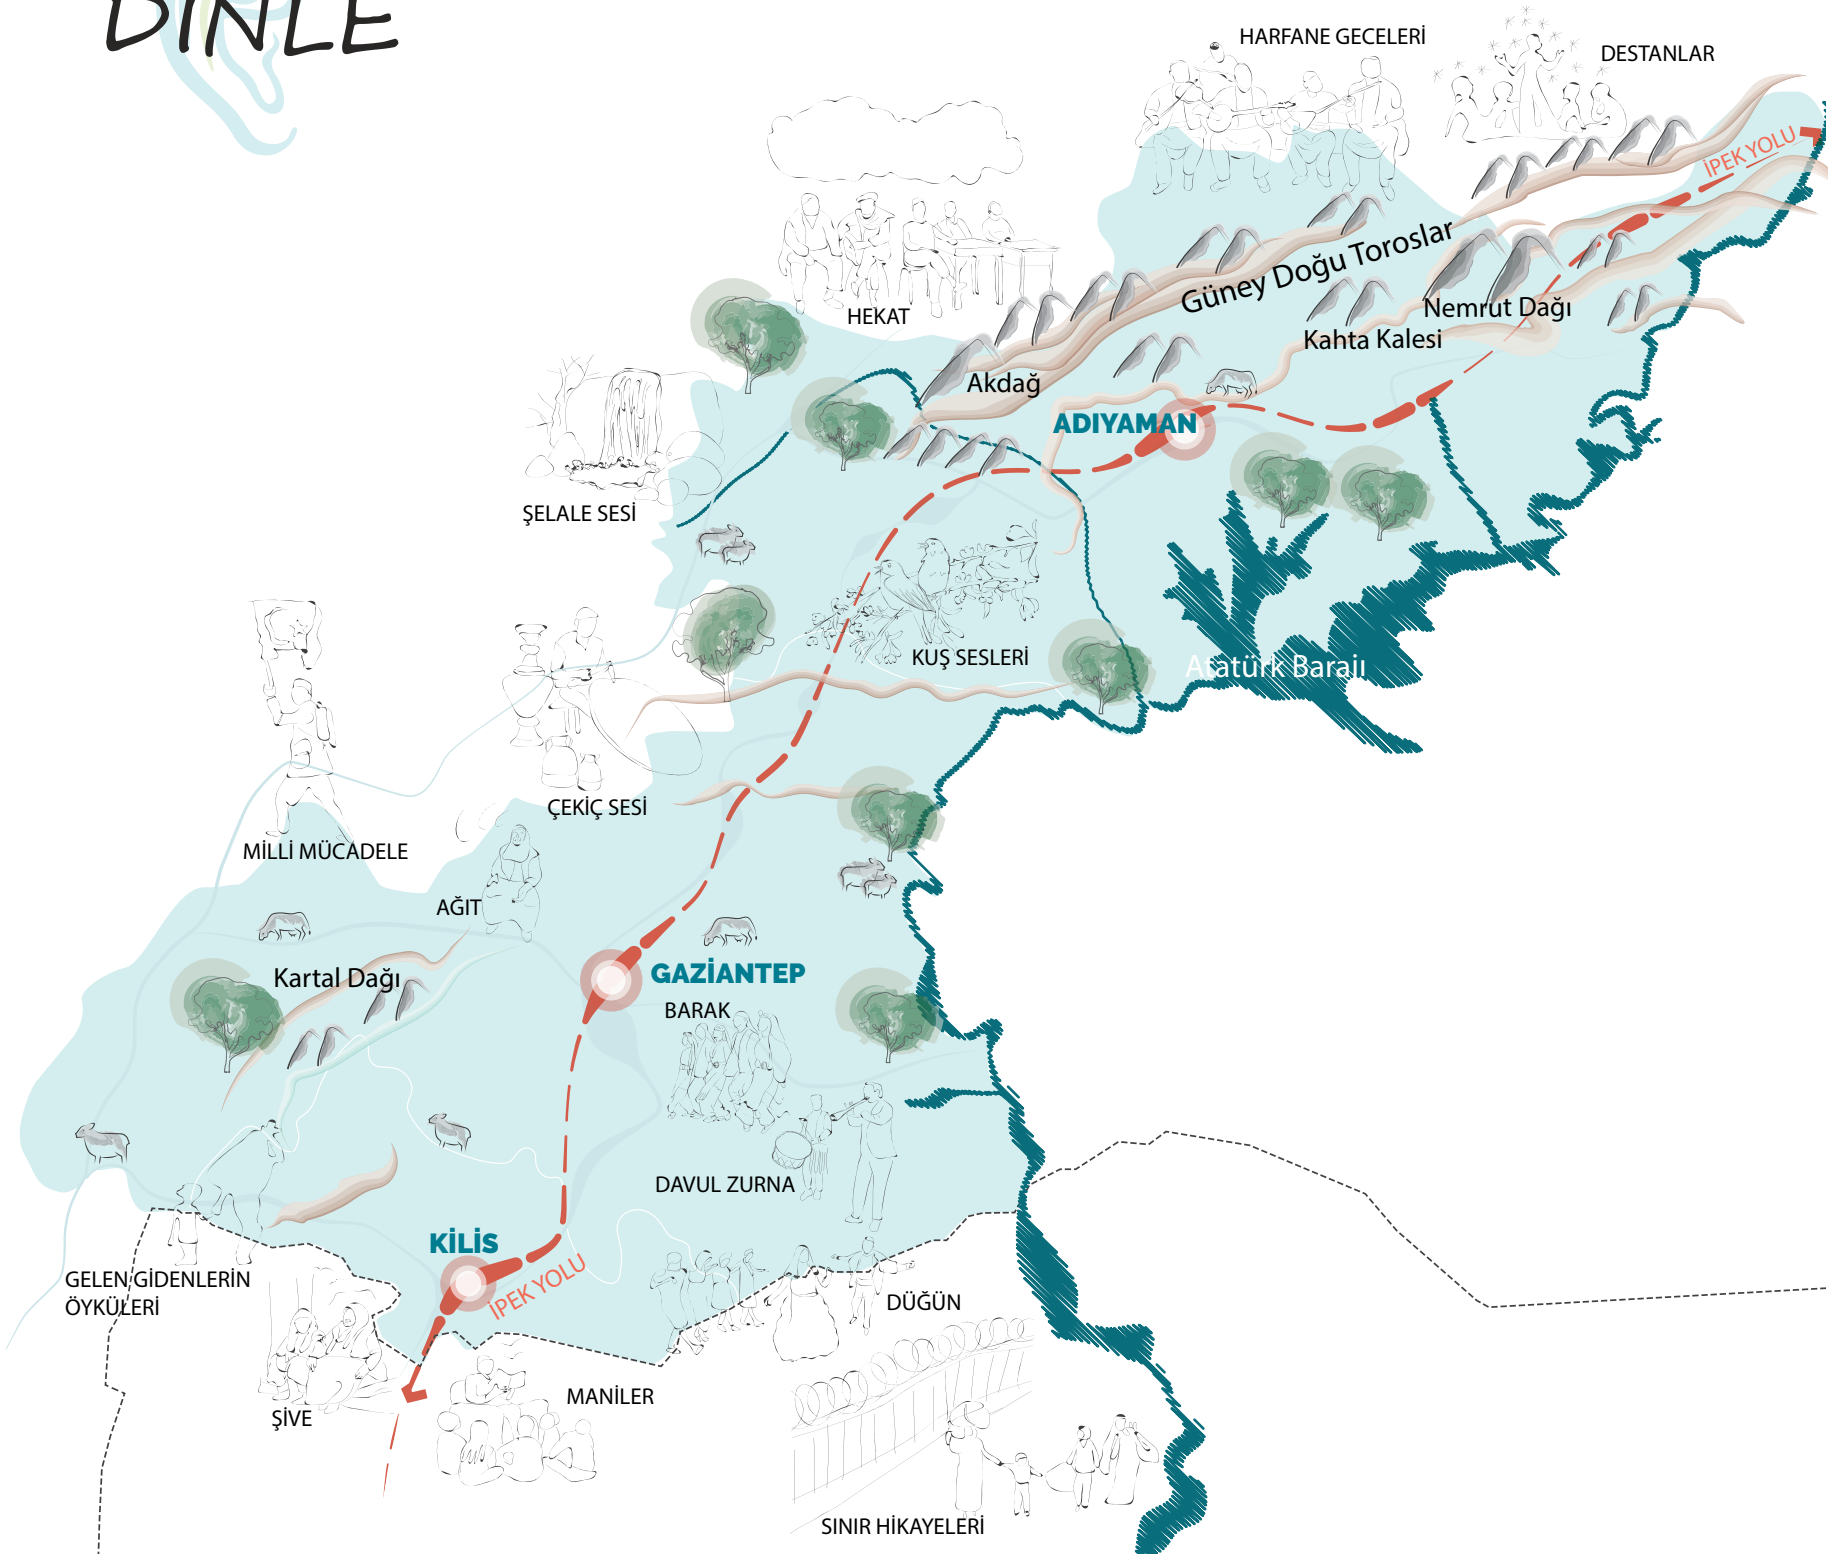 DİNLE
HARFANE GECELERİ
DESTANLAR
İPEK YOLU
Güney Doğu Toroslar
HEKAT
Nemrut Dağı
Kahta Kalesi
Akdağ
ADIYAMAN
ŞELALE SESİ
KUŞ SESLERİ
Atatürk Barajı
ÇEKİÇ SESİ
MİLLİ MÜCADELE
AĞIT
Kartal Dağı
GAZİANTEP
BARAK
DAVUL ZURNA
KİLİS
İPEK YOLU
GELEN GİDENLERİN
ÖYKÜLERİ
DÜĞÜN
MANİLER
ŞİVE
SINIR HİKAYELERİ